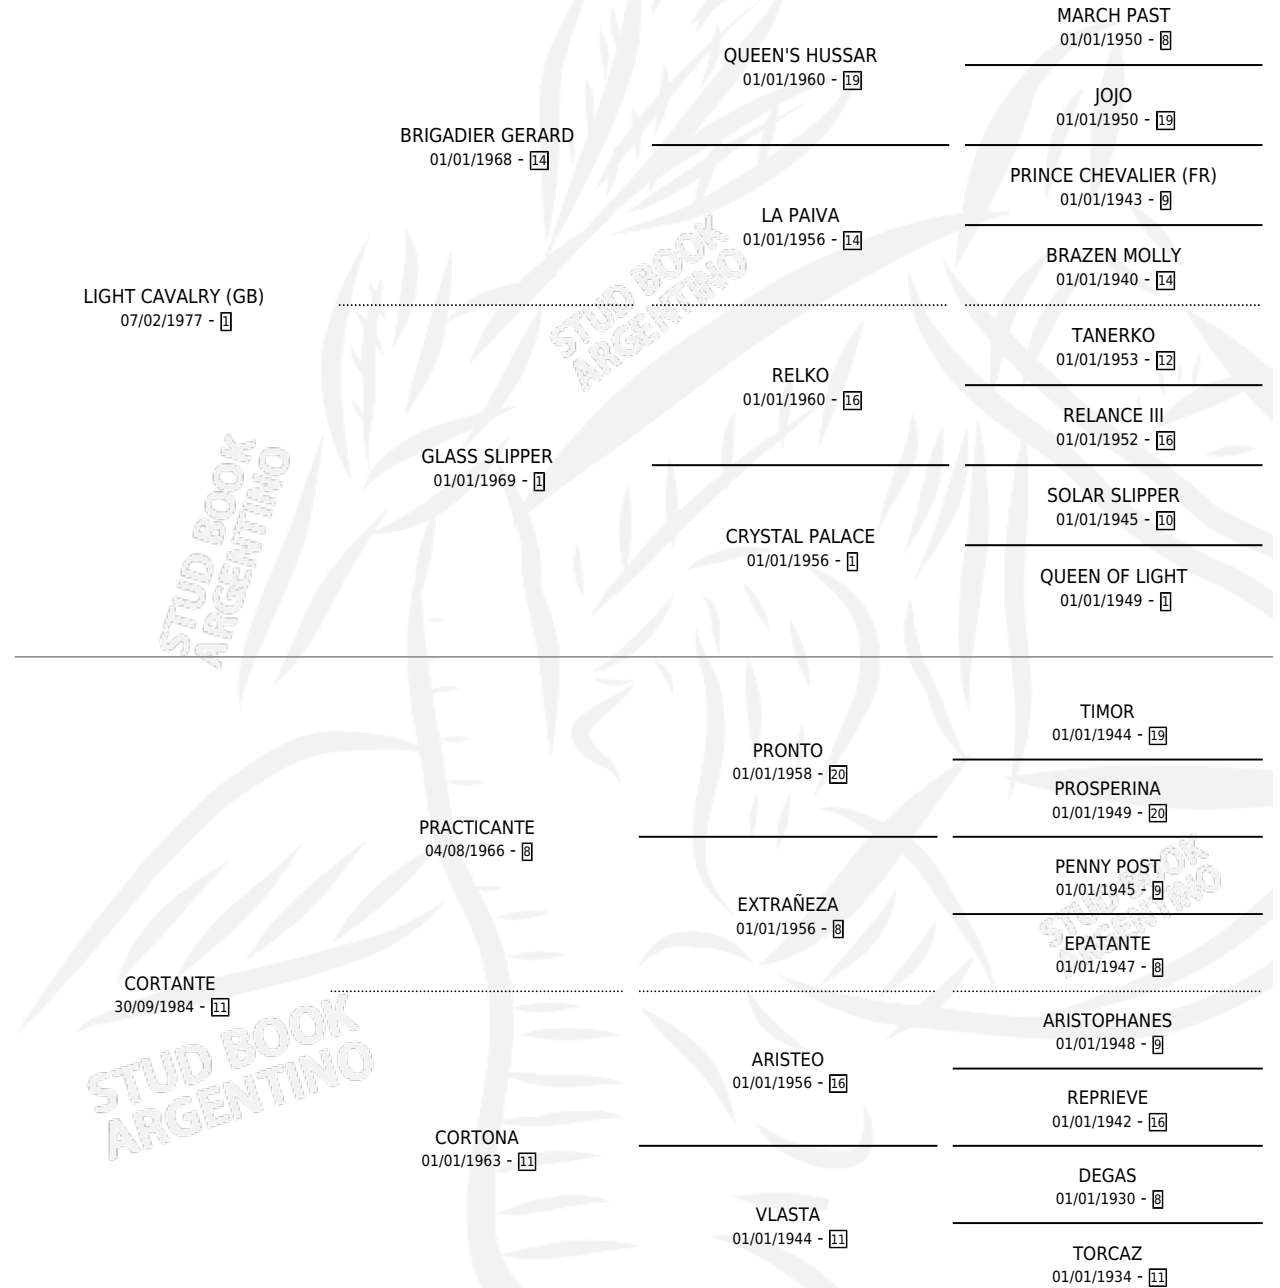 MARCH PAST
01/01/1950 - 8
QUEEN'S HUSSAR
01/01/1960 - 19
JOJO
01/01/1950 - 19
BRIGADIER GERARD
01/01/1968 - 14
PRINCE CHEVALIER (FR)
01/01/1943 - 9
LA PAIVA
01/01/1956 - 14
BRAZEN MOLLY
01/01/1940 - 14
LIGHT CAVALRY (GB)
07/02/1977 - 1
STUD BOOK
ARGENTINO
TANERKO
01/01/1953 - 12
RELKO
01/01/1960 - 16
RELANCE III
01/01/1952 - 16
GLASS SLIPPER
01/01/1969 - 1
SOLAR SLIPPER
01/01/1945 - 10
CRYSTAL PALACE
01/01/1956 - 1
QUEEN OF LIGHT
01/01/1949 - 1
STUD BOOK
ARGENTINO
TIMOR
01/01/1944 - 19
PRONTO
01/01/1958 - 20
PROSPERINA
01/01/1949 - 20
PRACTICANTE
04/08/1966 - 8
PENNY POST
01/01/1945 - 9
EXTRAÑEZA
01/01/1956 - 8
STUD BOOK
ARGENTINO
EPATANTE
01/01/1947 - 8
CORTANTE
30/09/1984 - 11
ARISTOPHANES
01/01/1948 - 9
ARISTEO
01/01/1956 - 16
REPRIEVE
01/01/1942 - 16
STUD BOOK
ARGENTINO
CORTONA
01/01/1963 - 11
DEGAS
01/01/1930 - 8
VLASTA
01/01/1944 - 11
TORCAZ
01/01/1934 - 11